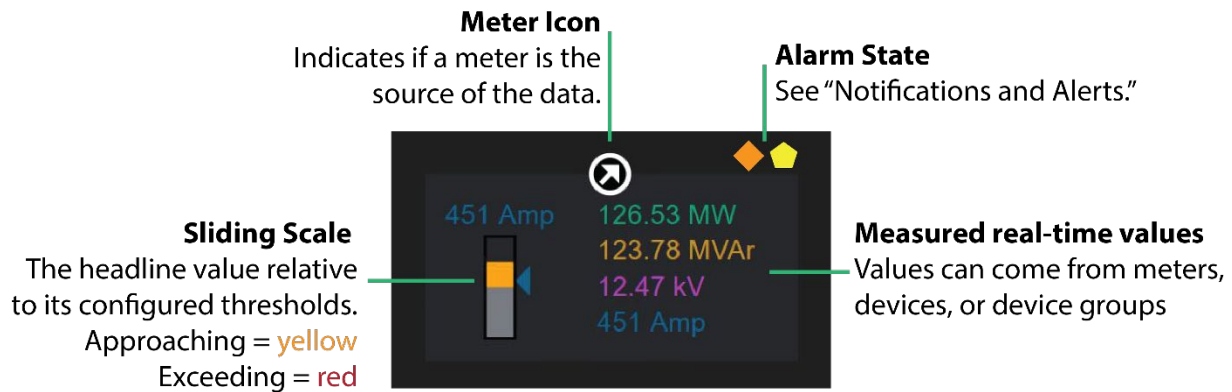 Meter Icon
Indicates if a meter is the
source of the data.
Alarm State
See “Notifications and Alerts.”
Sliding Scale
The headline value relative
to its configured thresholds.
Approaching = yellow
Exceeding = red
451 Amp
126.53 MW
123.78 MVAr
12.47 kV
451 Amp
Measured real-time values
Values can come from meters,
devices, or device groups